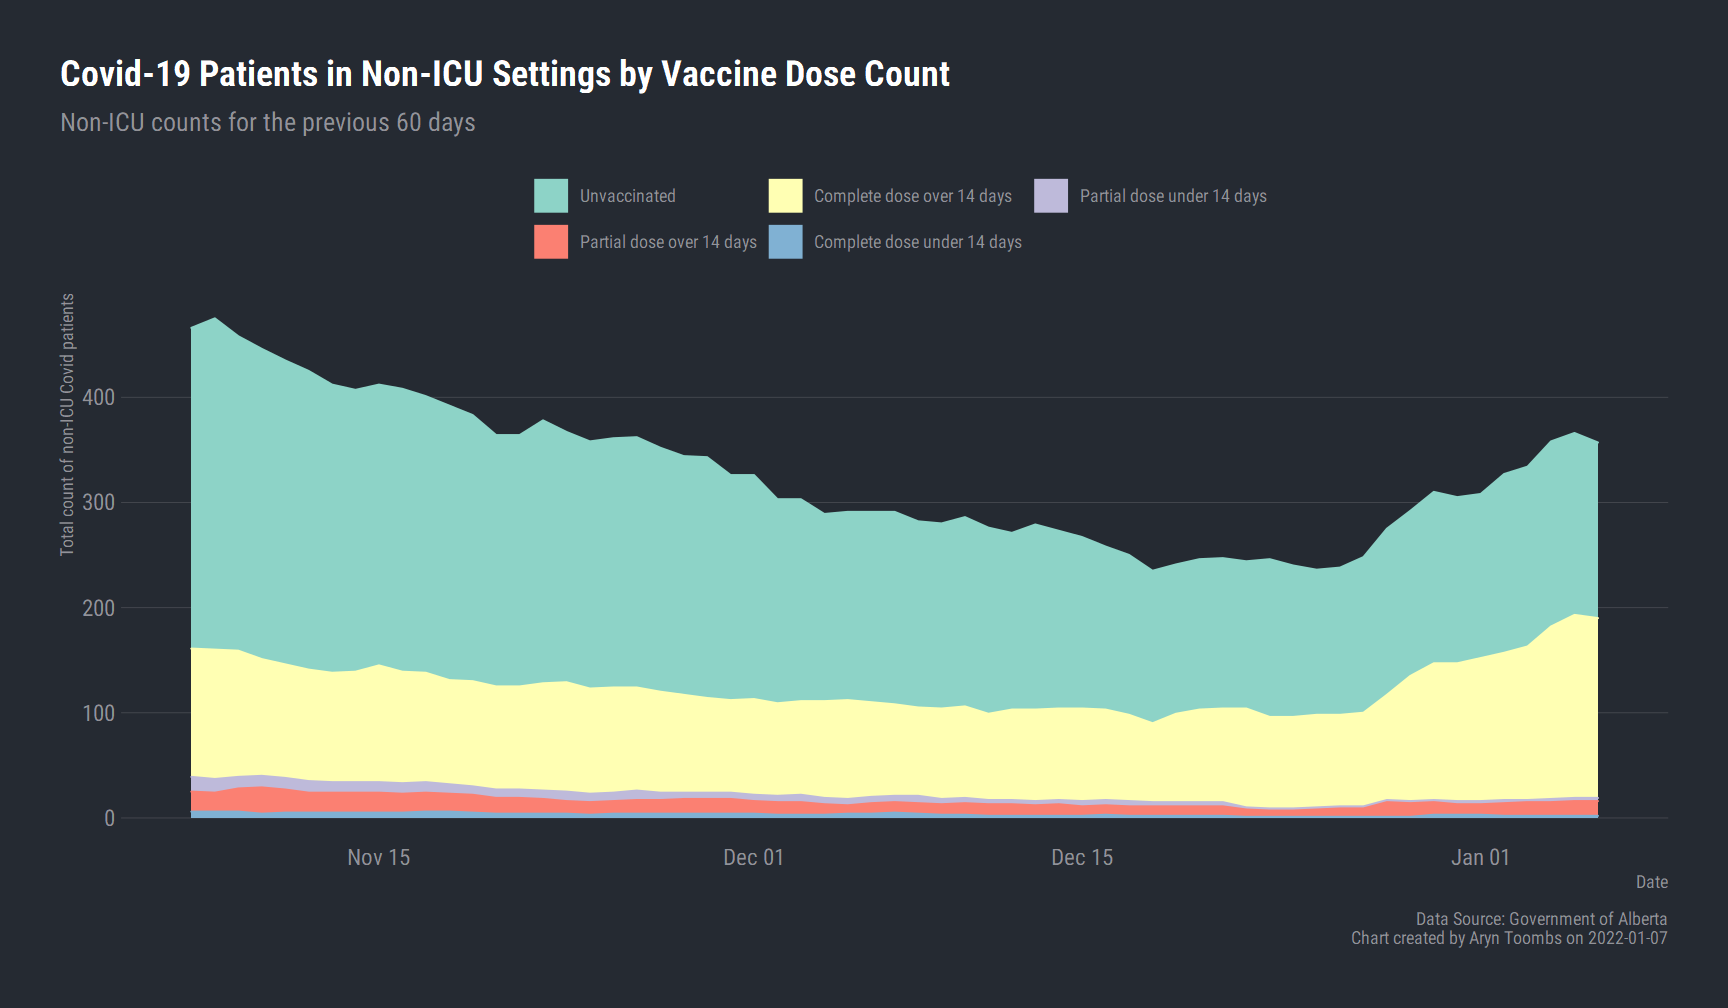 Covid-19 Patients in Non-ICU Settings by Vaccine Dose Count
Non-ICU counts for the previous 60 days
Unvaccinated
Complete dose over 14 days
Partial dose under 14 days
Partial dose over 14 days
Complete dose under 14 days
Total count of non-ICU Covid patients
400
300
200
100
0
Nov 15
Dec 01
Dec 15
Jan 01
Date
Data Source: Government of Alberta
Chart created by Aryn Toombs on 2022-01-07